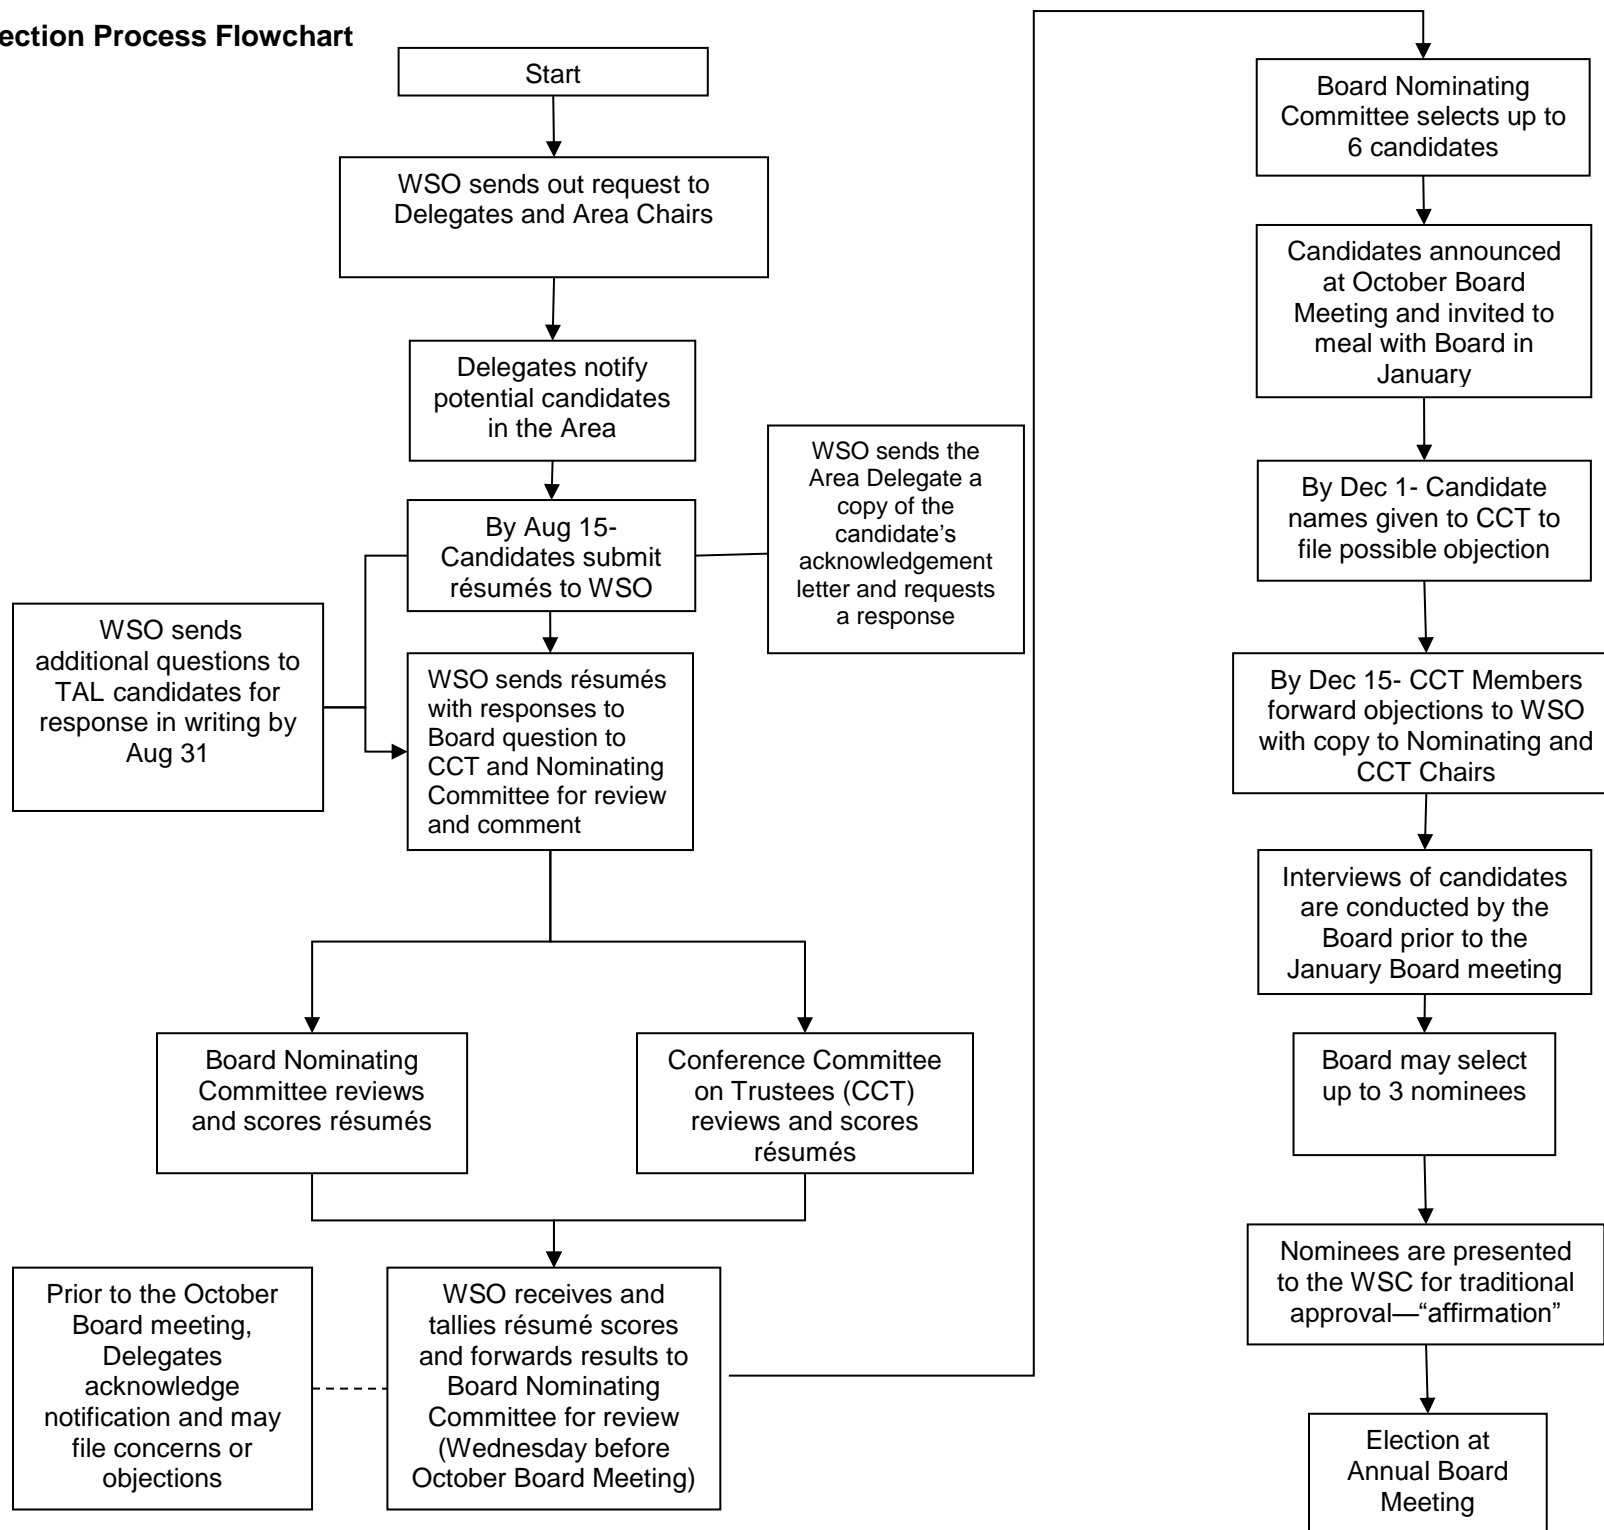 ection Process Flowchart
Start
WSO sends out request to
Delegates and Area Chairs
Delegates notify
potential candidates
in the Area
By Aug 15-
Candidates submit
résumés to WSO
WSO sends the
Area Delegate a
copy of the
candidate’s
acknowledgement
letter and requests
a response
WSO sends
additional questions to
TAL candidates for
response in writing by
Aug 31
WSO sends résumés
with responses to
Board question to
CCT and Nominating
Committee for review
and comment
Board Nominating
Committee reviews
and scores résumés
Conference Committee
on Trustees (CCT)
reviews and scores
résumés
Prior to the October
Board meeting,
Delegates
acknowledge
notification and may
file concerns or
objections
WSO receives and
tallies résumé scores
and forwards results to
Board Nominating
Committee for review
(Wednesday before
October Board Meeting)
Board Nominating
Committee selects up to
6 candidates
Candidates announced
at October Board
Meeting and invited to
meal with Board in
January
By Dec 1- Candidate
names given to CCT to
file possible objection
By Dec 15- CCT Members
forward objections to WSO
with copy to Nominating and
CCT Chairs
Interviews of candidates
are conducted by the
Board prior to the
January Board meeting
Board may select
up to 3 nominees
Nominees are presented
to the WSC for traditional
approval—“affirmation”
Election at
Annual Board
Meeting